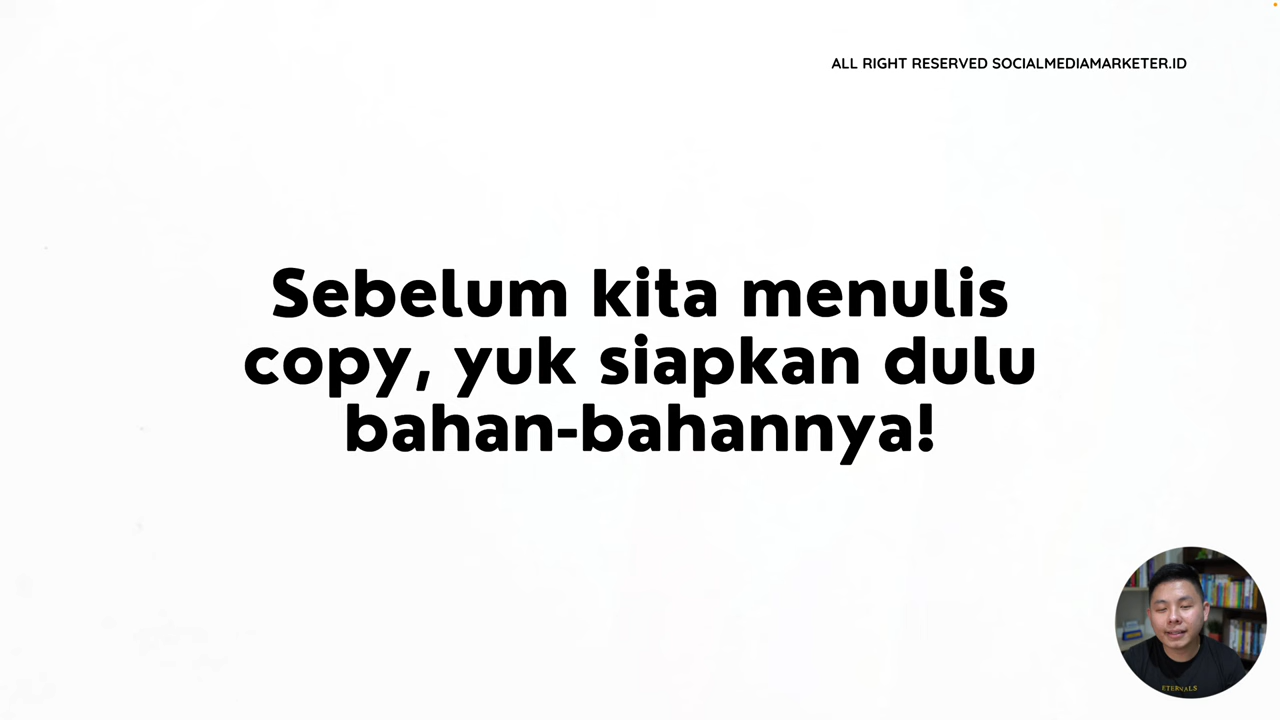 ALL RIGHT RESERVED SOCIALMEDIAMARKETER.ID
Sebelum kita menulis
copy, yuk siapkan dulu
bahan-bahannya!
ETERNALS